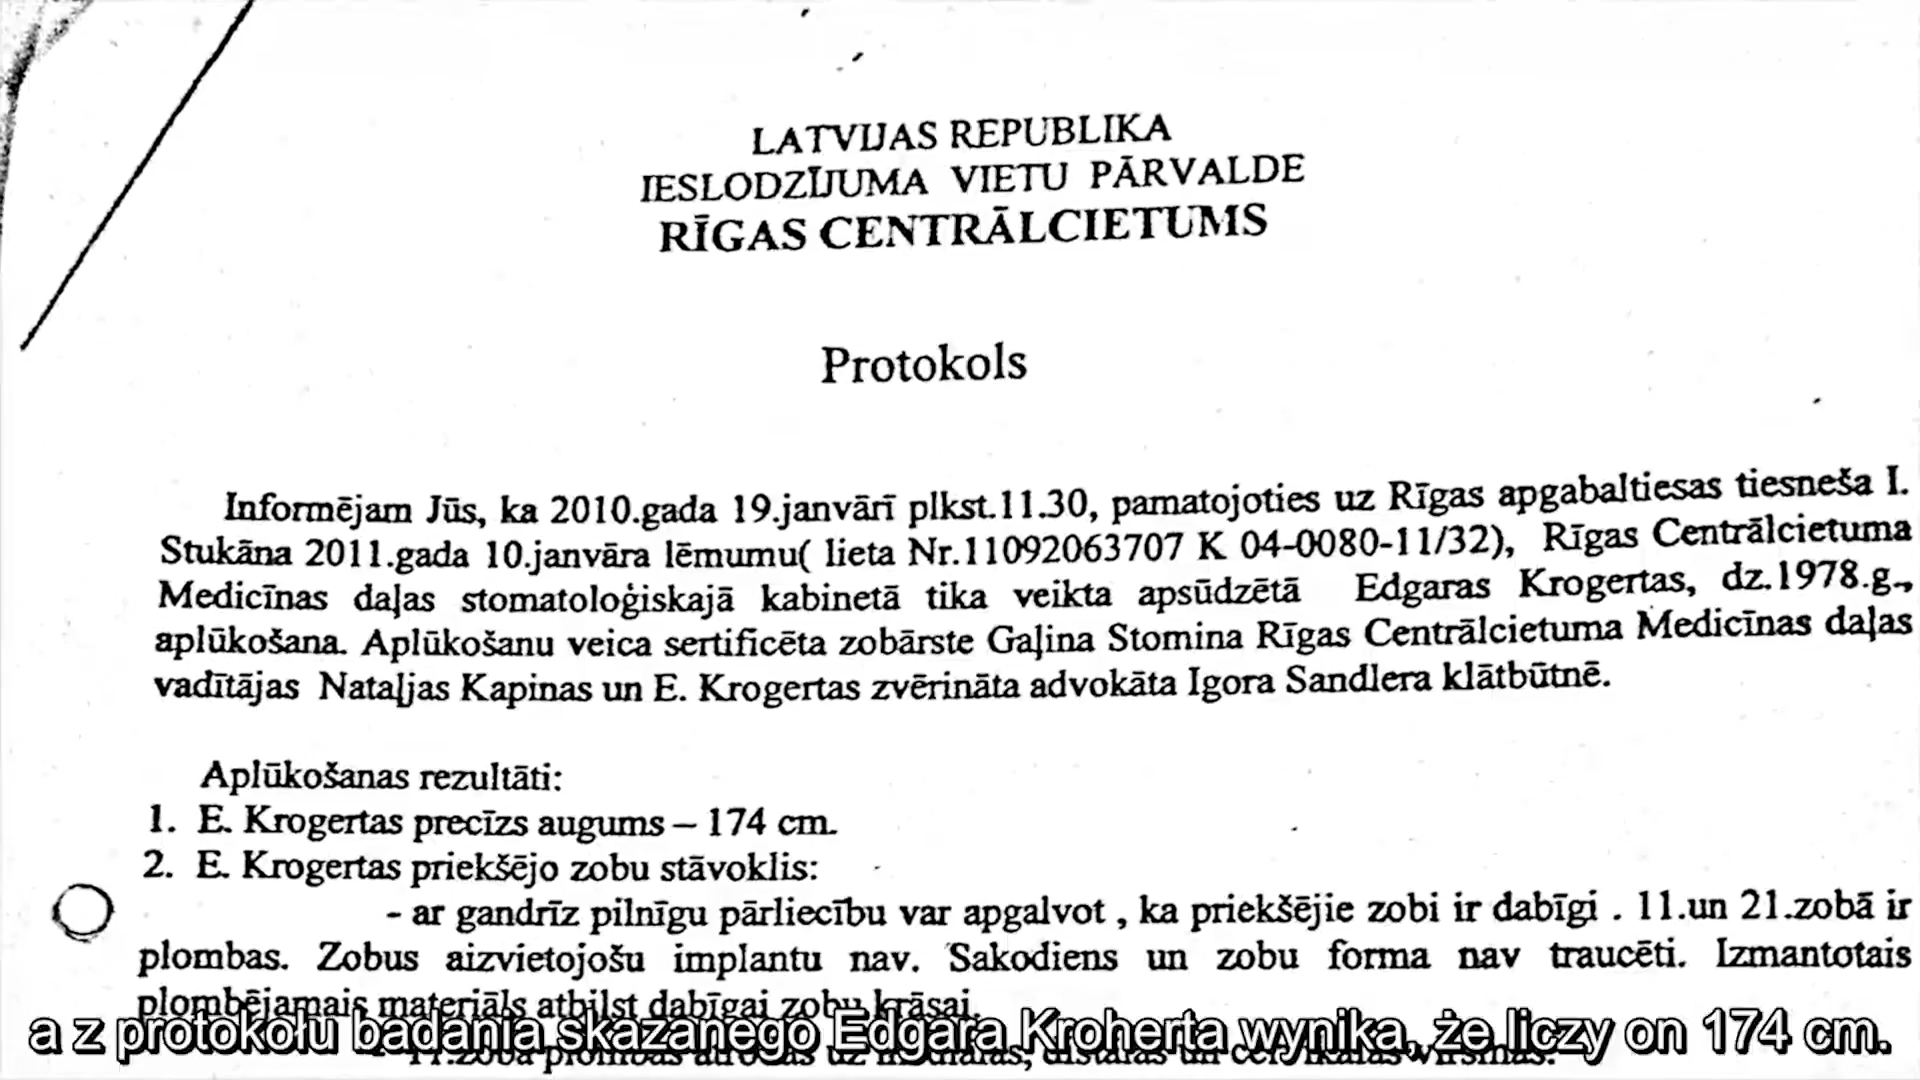 LATVIJAS REPUBLIKA
IESLODZĪJUMA VIETU PĀRVALDE
RĪGAS CENTRĀLCIETUMS
Protokols
Informējam Jūs, ka 2010.gada 19.janvārī plkst.11.30, pamatojoties uz Rīgas apgabaltiesas tiesneša I.
Stukāna 2011.gada 10.janvāra lēmumu( lieta Nr.11092063707 K 04-0080-11/32), Rīgas Centrālcietuma
Medicīnas daļas stomatoloģiskajā kabinetā tika veikta apsūdzētā Edgaras Krogertas, dz.1978.g.,
aplūkošana. Aplūkošanu veica sertificēta zobārste Gaļina Stomina Rīgas Centrālcietuma Medicīnas daļas
vadītājas Nataļjas Kapinas un E. Krogertas zvērināta advokāta Igora Sandlera klātbūtnē.
Aplūkošanas rezultāti:
1. E. Krogertas precīzs augums – 174 cm.
2. E. Krogertas priekšējo zobu stāvoklis:
- ar gandrīz pilnīgu pārliecību var apgalvot , ka priekšējie zobi ir dabīgi . 11.un 21.zobā ir
plombas. Zobus aizvietojošu implantu nav. Sakodiens un zobu forma nav traucēti. Izmantotais
plombējamais materiāls atbilst dabīgai zobu krāsai.
a z protokołu badania skazanego Edgara Kroherta wynika, że liczy on 174 cm.